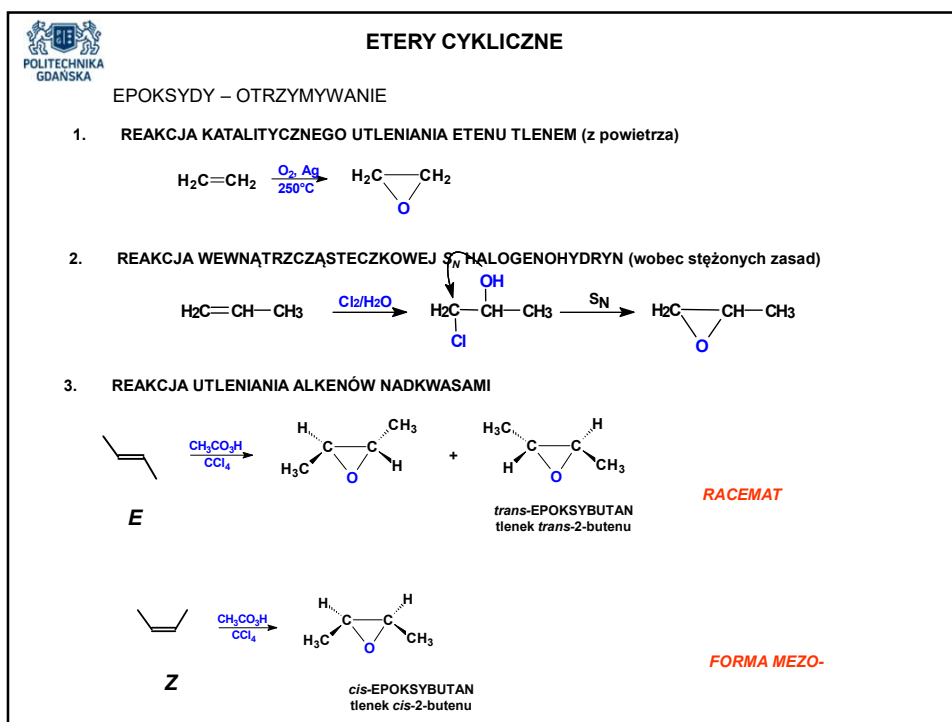 POLITECHNIKA
GDAŃSKA
ETERY CYKLICZNE
EPOKSYDY – OTRZYMYWANIE
1. REAKCJA KATALITYCZNEGO UTLENIANIA ETENU TLENEM (z powietrza)
H₂C=CH₂ O₂, Ag 250°C H₂C CH₂ O
2. REAKCJA WEWNĄTRZCZĄSTECZKOWEJ S_N HALOGENOHYDRYN (wobec stężonych zasad)
H2C=CH—CH3 Cl2/H2O H2C—CH—CH3 OH Cl SN H2C CH—CH3 O
3. REAKCJA UTLENIANIA ALKENÓW NADKWASAMI
CH₃CO₃H
CCl₄
H CH₃ C C H₃C H O
+
H₃C H C C H CH₃ O
RACEMAT
E
trans-EPOKSYBUTAN
tlenek trans-2-butenu
CH₃CO₃H
CCl₄
H H C C H₃C CH₃ O
FORMA MEZO-
Z
cis-EPOKSYBUTAN
tlenek cis-2-butenu